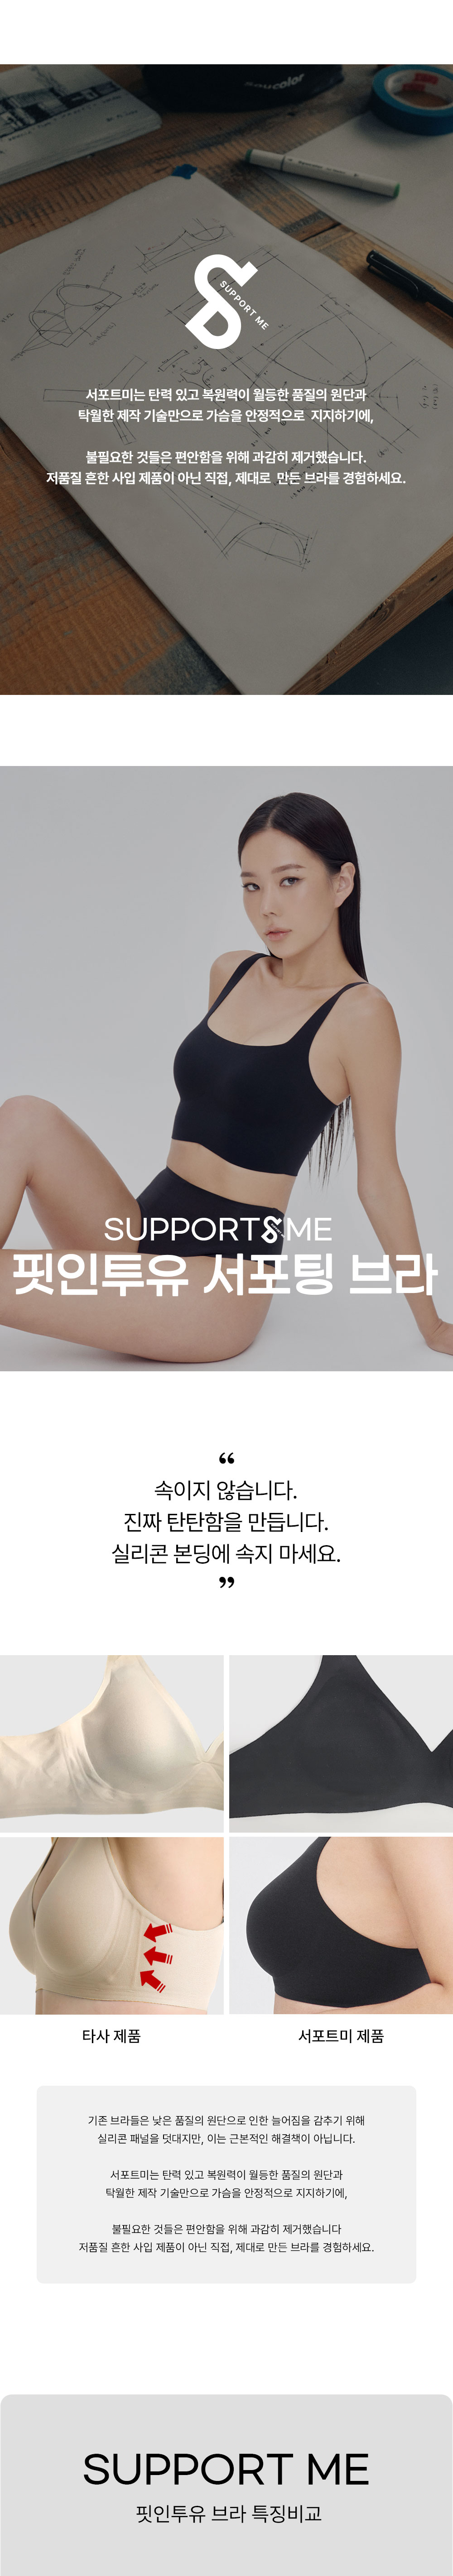 SUPPORT ME
서포트미는 탄력 있고 복원력이 월등한 품질의 원단과
탁월한 제작 기술만으로 가슴을 안정적으로 지지하기에,
불필요한 것들은 편안함을 위해 과감히 제거했습니다.
저품질 흔한 사입 제품이 아닌 직접, 제대로 만든 브라를 경험하세요.
SUPPORT ME
핏인투유 서포팅 브라
“
속이지 않습니다.
진짜 탄탄함을 만듭니다.
실리콘 본딩에 속지 마세요.
”
타사 제품
서포트미 제품
기존 브라들은 낮은 품질의 원단으로 인한 늘어짐을 감추기 위해
실리콘 패널을 덧대지만, 이는 근본적인 해결책이 아닙니다.
서포트미는 탄력 있고 복원력이 월등한 품질의 원단과
탁월한 제작 기술만으로 가슴을 안정적으로 지지하기에,
불필요한 것들은 편안함을 위해 과감히 제거했습니다
저품질 흔한 사입 제품이 아닌 직접, 제대로 만든 브라를 경험하세요.
SUPPORT ME
핏인투유 브라 특징비교